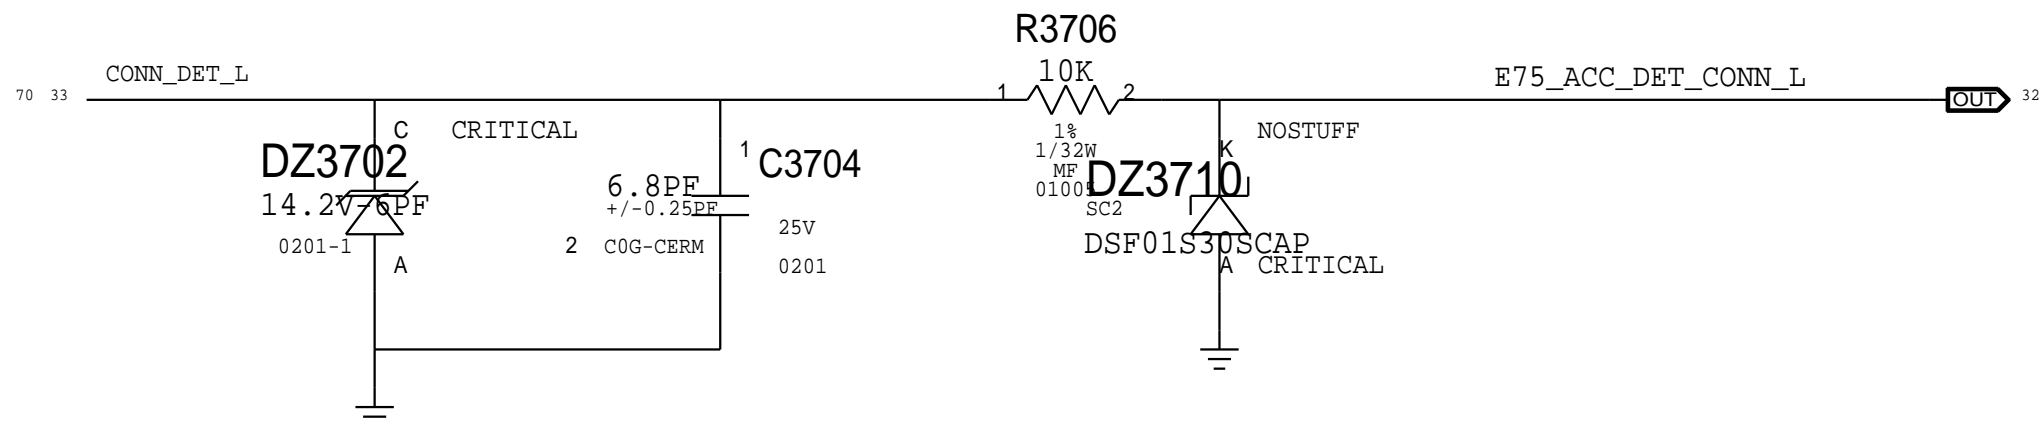 R3706
10K
CONN_DET_L
E75_ACC_DET_CONN_L
70 33
1
2
OUT
32
C
CRITICAL
1%
NOSTUFF
DZ3702
1
C3704
1/32W
K
MF
14.2V-6PF
6.8PF
01005
DZ3710
+/-0.25PF
SC2
25V
0201-1
2
C0G-CERM
DSF01S30SCAP
A
0201
A
CRITICAL